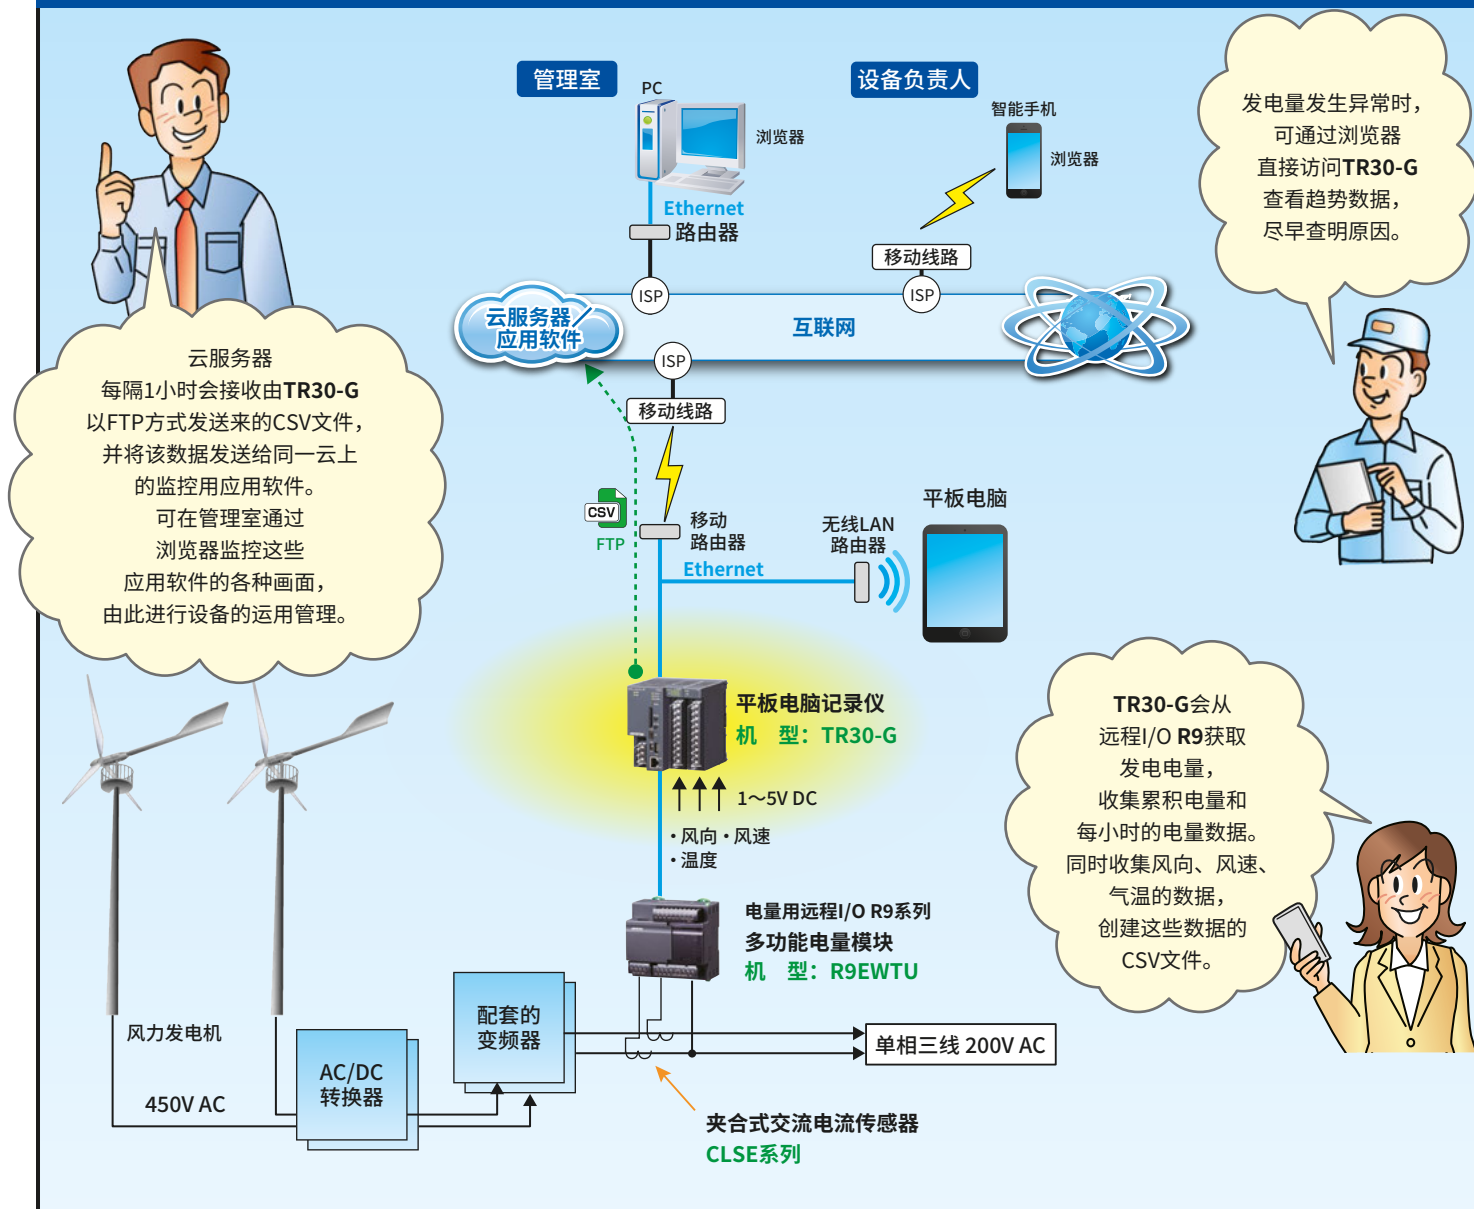 管理室
PC
浏览器
Ethernet
路由器
设备负责人
智能手机
浏览器
移动线路
ISP
ISP
云服务器／
应用软件
互联网
ISP
移动线路
发电量发生异常时，
可通过浏览器
直接访问TR30-G
查看趋势数据，
尽早查明原因。
云服务器
每隔1小时会接收由TR30-G
以FTP方式发送来的CSV文件，
并将该数据发送给同一云上
的监控用应用软件。
可在管理室通过
浏览器监控这些
应用软件的各种画面，
由此进行设备的运用管理。
CSV
FTP
移动
路由器
Ethernet
无线LAN
路由器
平板电脑
平板电脑记录仪
机　型：TR30-G
1～5V DC
・风向・风速
・温度
TR30-G会从
远程I/O R9获取
发电电量，
收集累积电量和
每小时的电量数据。
同时收集风向、风速、
气温的数据，
创建这些数据的
CSV文件。
电量用远程I/O R9系列
多功能电量模块
机　型：R9EWTU
风力发电机
450V AC
AC/DC
转换器
配套的
变频器
单相三线 200V AC
夹合式交流电流传感器
CLSE系列